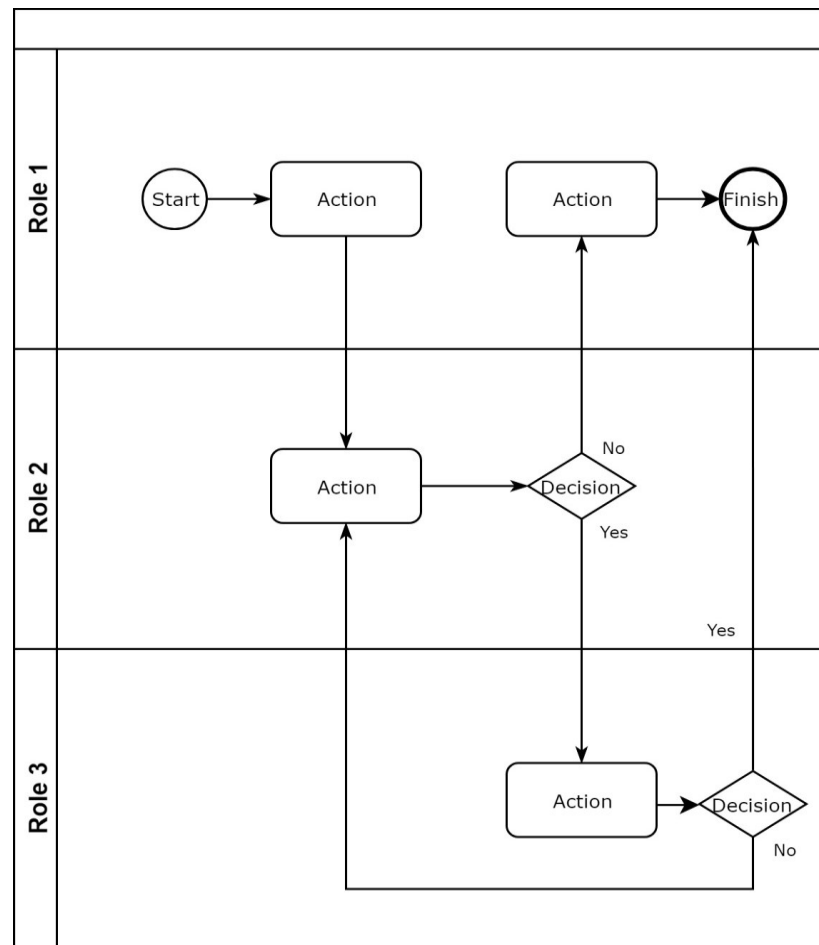 Role 1
Start
Action
Action
Finish
Role 2
Action
No
Decision
Yes
Yes
Role 3
Action
Decision
No